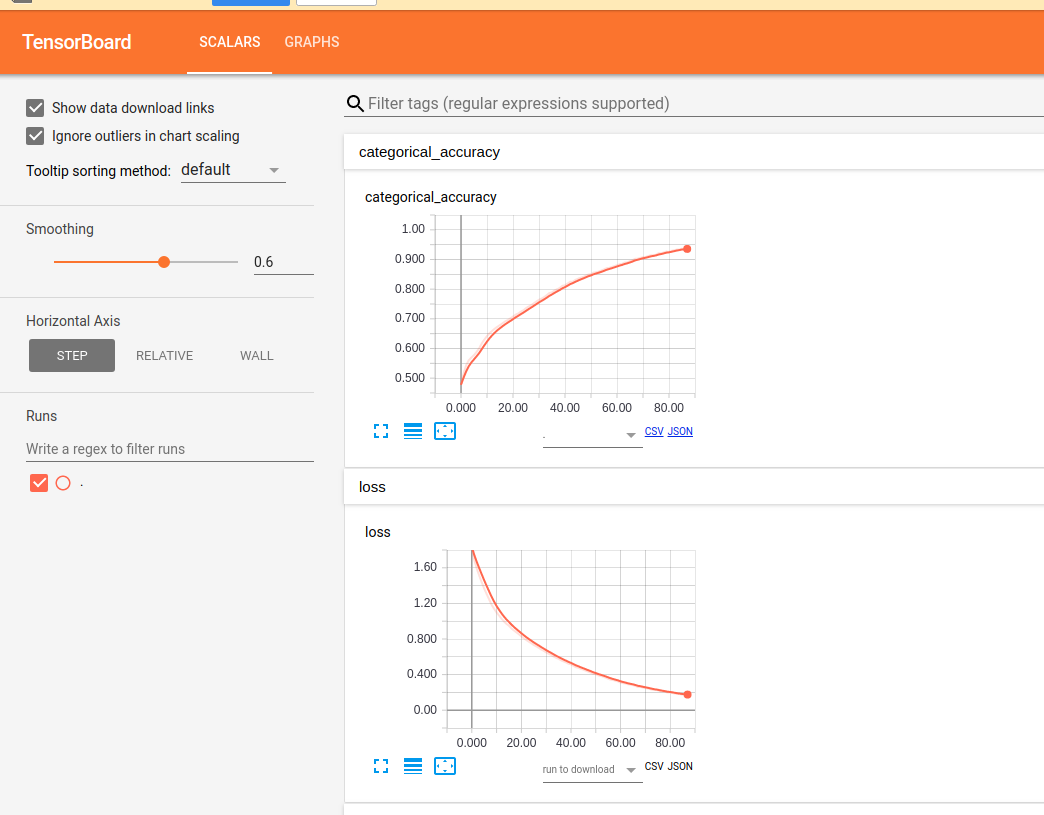 TensorBoard SCALARS GRAPHS
Show data download links
Ignore outliers in chart scaling
Tooltip sorting method: default
Smoothing
0.6
Horizontal Axis
STEP RELATIVE WALL
Runs
Write a regex to filter runs
.
Filter tags (regular expressions supported)
categorical_accuracy
categorical_accuracy
1.00
0.900
0.800
0.700
0.600
0.500
0.000 20.00 40.00 60.00 80.00
. CSV JSON
loss
loss
1.60
1.20
0.800
0.400
0.00
0.000 20.00 40.00 60.00 80.00
run to download CSV JSON